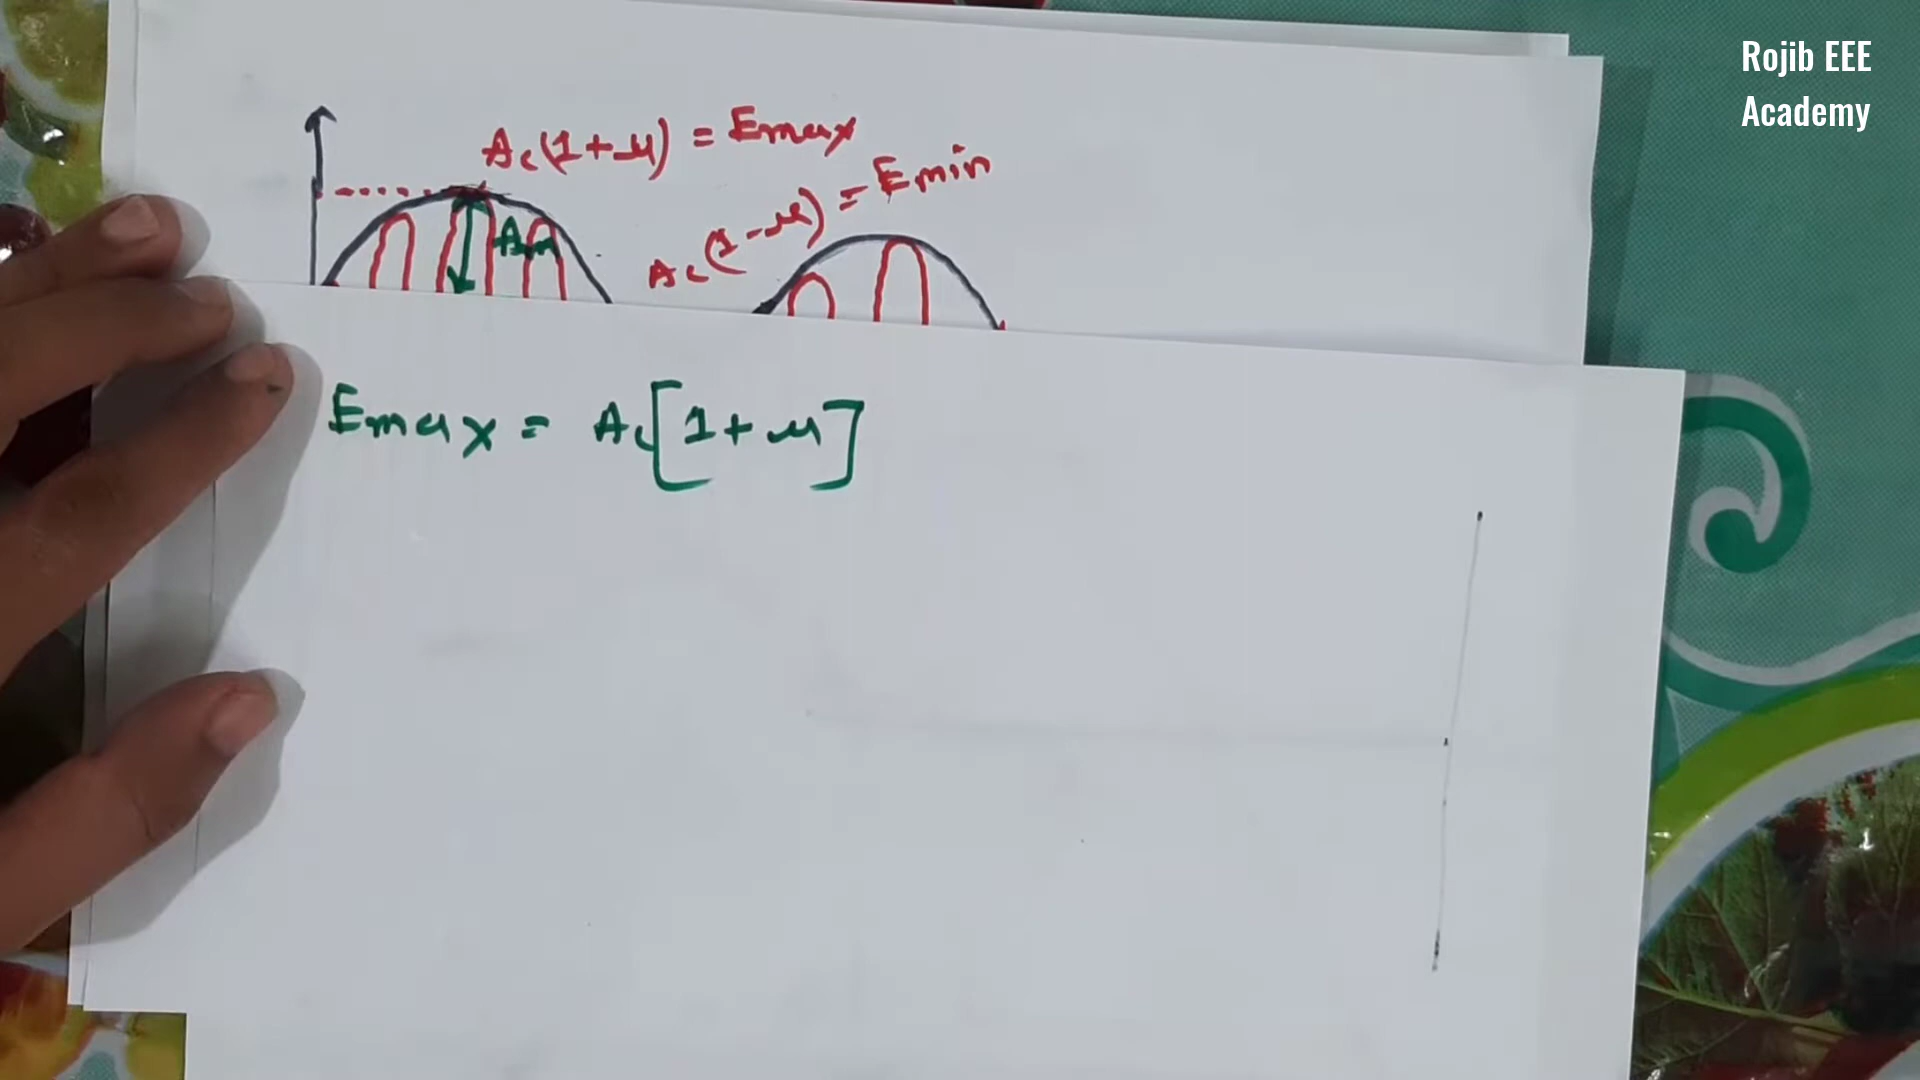 Rojib EEE
Academy
Ac(1+μ) = Emax
Ac(1-μ) = Emin
Am
Emax = Ac[1+μ]